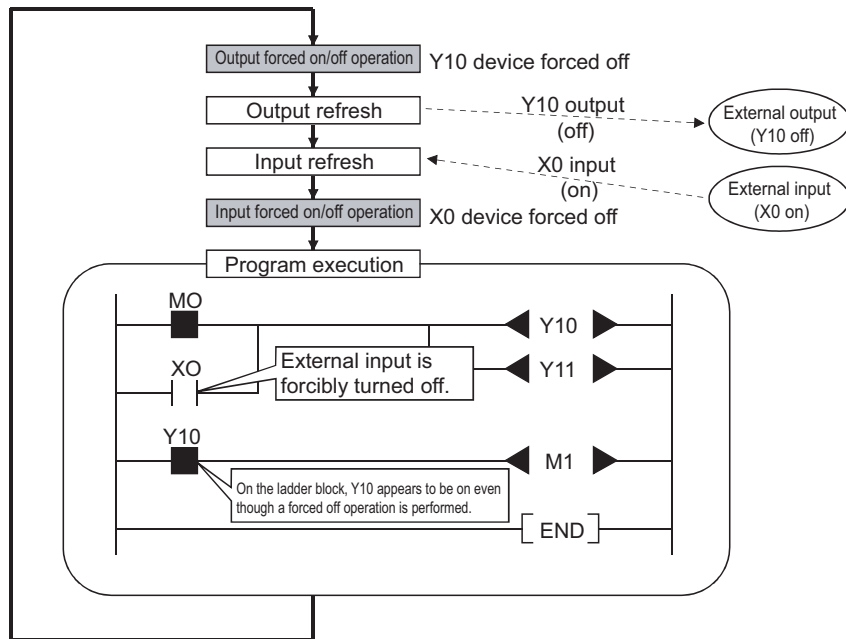 Output forced on/off operation
Y10 device forced off
Output refresh
Y10 output
(off)
External output
(Y10 off)
Input refresh
X0 input
(on)
External input
(X0 on)
Input forced on/off operation
X0 device forced off
Program execution
MO
Y10
XO
External input is
forcibly turned off.
Y11
Y10
M1
On the ladder block, Y10 appears to be on even
though a forced off operation is performed.
END